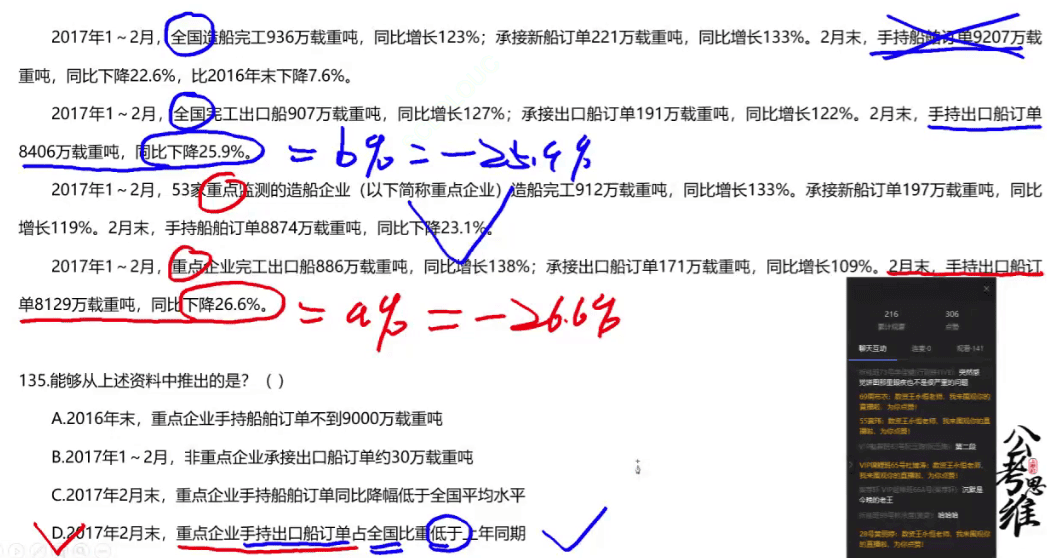 2017年1～2月，全国造船完工936万载重吨，同比增长123%；承接新船订单221万载重吨，同比增长133%。2月末，手持船舶订单9207万载
重吨，同比下降22.6%，比2016年末下降7.6%。
2017年1～2月，全国完工出口船907万载重吨，同比增长127%；承接出口船订单191万载重吨，同比增长122%。2月末，手持出口船订单
8406万载重吨，同比下降25.9%。 = b% = -25.9%
2017年1～2月，53家重点监测的造船企业（以下简称重点企业）造船完工912万载重吨，同比增长133%。承接新船订单197万载重吨，同比
增长119%。2月末，手持船舶订单8874万载重吨，同比下降23.1%。
2017年1～2月，重点企业完工出口船886万载重吨，同比增长138%；承接出口船订单171万载重吨，同比增长109%。2月末，手持出口船订
单8129万载重吨，同比下降26.6%。 = a% = -26.6%
135.能够从上述资料中推出的是？（ ）
A.2016年末，重点企业手持船舶订单不到9000万载重吨
B.2017年1～2月，非重点企业承接出口船订单约30万载重吨
C.2017年2月末，重点企业手持船舶订单同比降幅低于全国平均水平
D.2017年2月末，重点企业手持出口船订单占全国比重低于上年同期
216 306
累计观看 点赞
聊天互动 连麦·0 观看·141
突然感
第二段
沉默是
今晚的老王
哈哈哈
公考思维